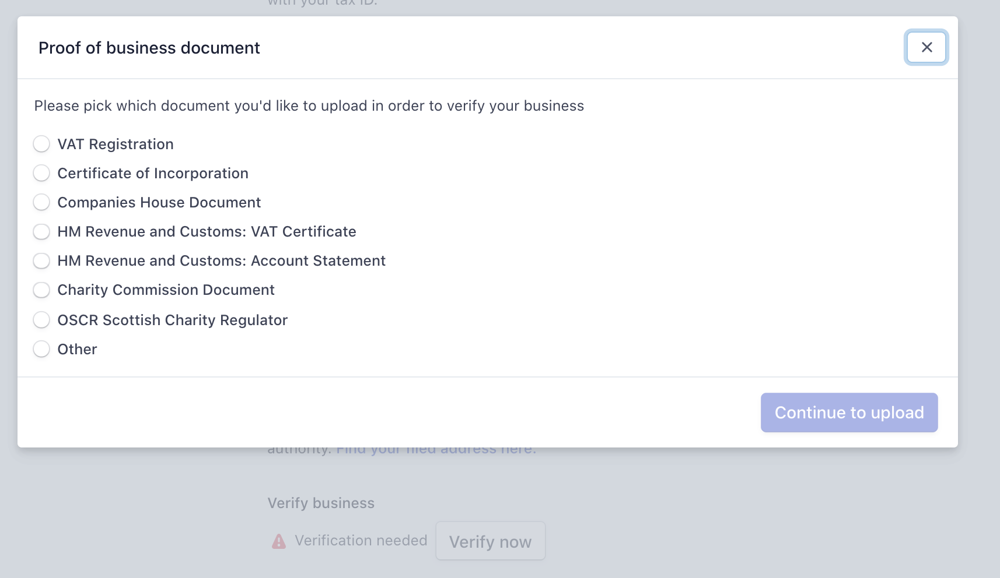 with your tax ID.
Proof of business document
Please pick which document you'd like to upload in order to verify your business
VAT Registration
Certificate of Incorporation
Companies House Document
HM Revenue and Customs: VAT Certificate
HM Revenue and Customs: Account Statement
Charity Commission Document
OSCR Scottish Charity Regulator
Other
Continue to upload
authority. Find your filed address here.
Verify business
Verification needed
Verify now